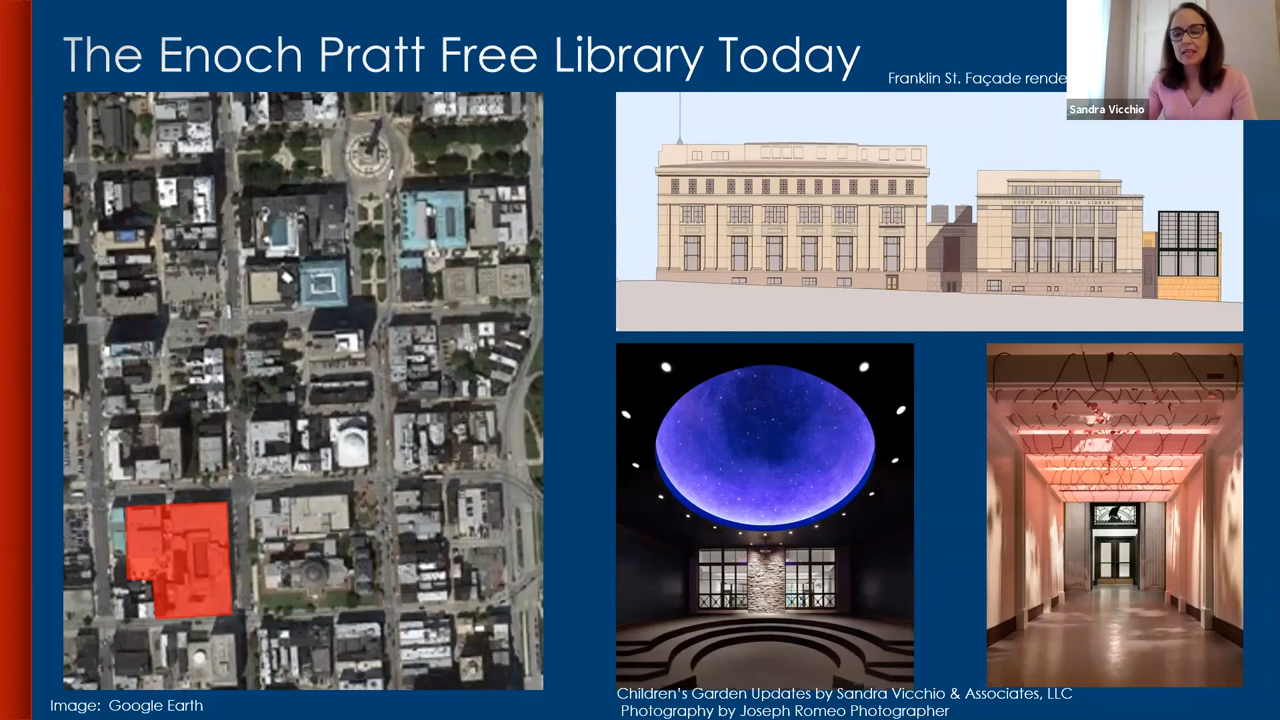 The Enoch Pratt Free Library Today
Franklin St. Façade rende
Sandra Vicchio
ENOCH PRATT FREE LIBRARY
Image: Google Earth
Children's Garden Updates by Sandra Vicchio & Associates, LLC
Photography by Joseph Romeo Photographer